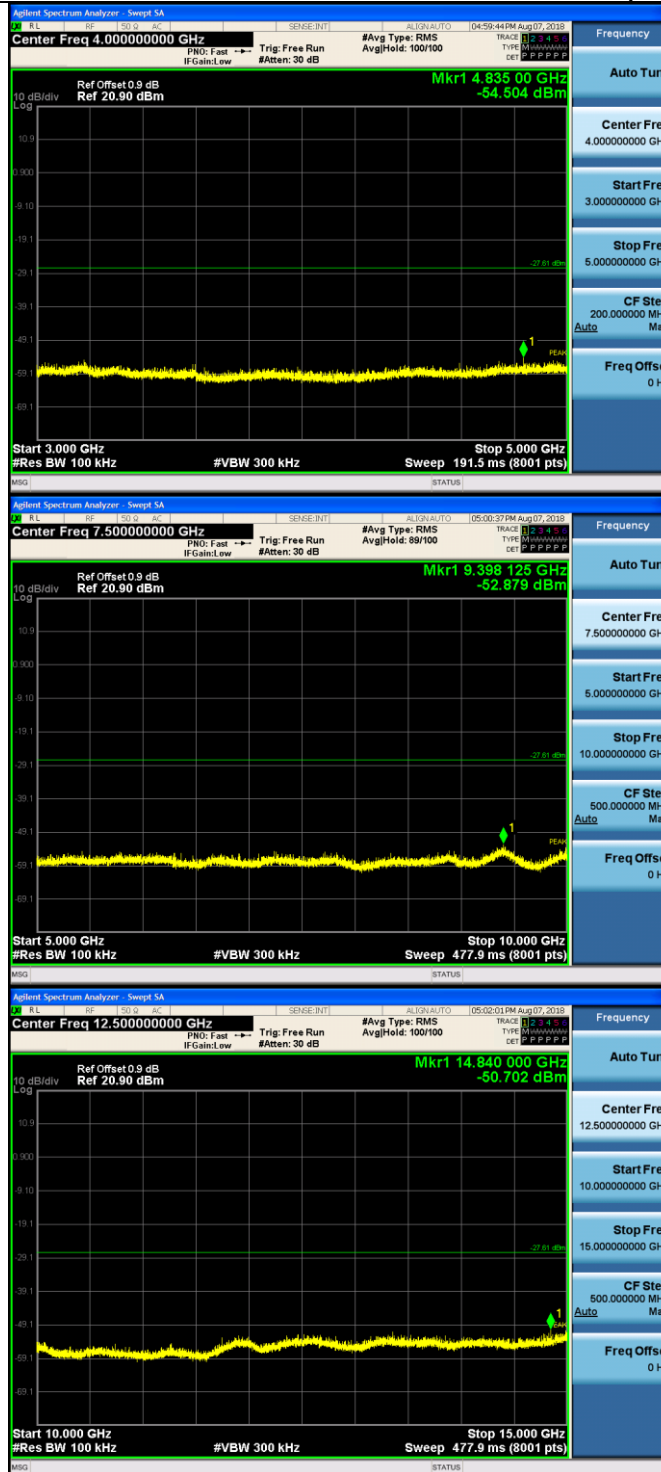 Agilent Spectrum Analyzer - Swept SA
RL RF 50 Ω AC SENSE:INT ALIGNAUTO 04:59:44 PM Aug 07, 2018
Center Freq 4.000000000 GHz
#Avg Type: RMS TRACE 1 2 3 4 5 6
PNO: Fast Trig: Free Run Avg|Hold: 100/100 TYPE M
IFGain:Low #Atten: 30 dB DET P P P P P P
Mkr1 4.835 00 GHz
-54.504 dBm
Ref Offset 0.9 dB
10 dB/div Ref 20.90 dBm
Log
10.9
0.900
-9.10
-19.1
-27.61 dBm
-29.1
-39.1
-49.1
1
PEAK
-59.1
-69.1
Start 3.000 GHz Stop 5.000 GHz
#Res BW 100 kHz #VBW 300 kHz Sweep 191.5 ms (8001 pts)
MSG STATUS
Frequency
Auto Tun
Center Fre
4.000000000 GH
Start Fre
3.000000000 GH
Stop Fre
5.000000000 GH
CF Ste
200.000000 MH
Auto Ma
Freq Offse
0 H
Agilent Spectrum Analyzer - Swept SA
RL RF 50 Ω AC SENSE:INT ALIGNAUTO 05:00:37 PM Aug 07, 2018
Center Freq 7.500000000 GHz
#Avg Type: RMS TRACE 1 2 3 4 5 6
PNO: Fast Trig: Free Run Avg|Hold: 89/100 TYPE M
IFGain:Low #Atten: 30 dB DET P P P P P P
Mkr1 9.398 125 GHz
-52.879 dBm
Ref Offset 0.9 dB
10 dB/div Ref 20.90 dBm
Log
10.9
0.900
-9.10
-19.1
-27.61 dBm
-29.1
-39.1
-49.1
1
PEAK
-59.1
-69.1
Start 5.000 GHz Stop 10.000 GHz
#Res BW 100 kHz #VBW 300 kHz Sweep 477.9 ms (8001 pts)
MSG STATUS
Frequency
Auto Tun
Center Fre
7.500000000 GH
Start Fre
5.000000000 GH
Stop Fre
10.000000000 GH
CF Ste
500.000000 MH
Auto Ma
Freq Offse
0 H
Agilent Spectrum Analyzer - Swept SA
RL RF 50 Ω AC SENSE:INT ALIGNAUTO 05:02:01 PM Aug 07, 2018
Center Freq 12.500000000 GHz
#Avg Type: RMS TRACE 1 2 3 4 5 6
PNO: Fast Trig: Free Run Avg|Hold: 100/100 TYPE M
IFGain:Low #Atten: 30 dB DET P P P P P P
Mkr1 14.840 000 GHz
-50.702 dBm
Ref Offset 0.9 dB
10 dB/div Ref 20.90 dBm
Log
10.9
0.900
-9.10
-19.1
-27.61 dBm
-29.1
-39.1
-49.1
1
PEAK
-59.1
-69.1
Start 10.000 GHz Stop 15.000 GHz
#Res BW 100 kHz #VBW 300 kHz Sweep 477.9 ms (8001 pts)
MSG STATUS
Frequency
Auto Tun
Center Fre
12.500000000 GH
Start Fre
10.000000000 GH
Stop Fre
15.000000000 GH
CF Ste
500.000000 MH
Auto Ma
Freq Offse
0 H